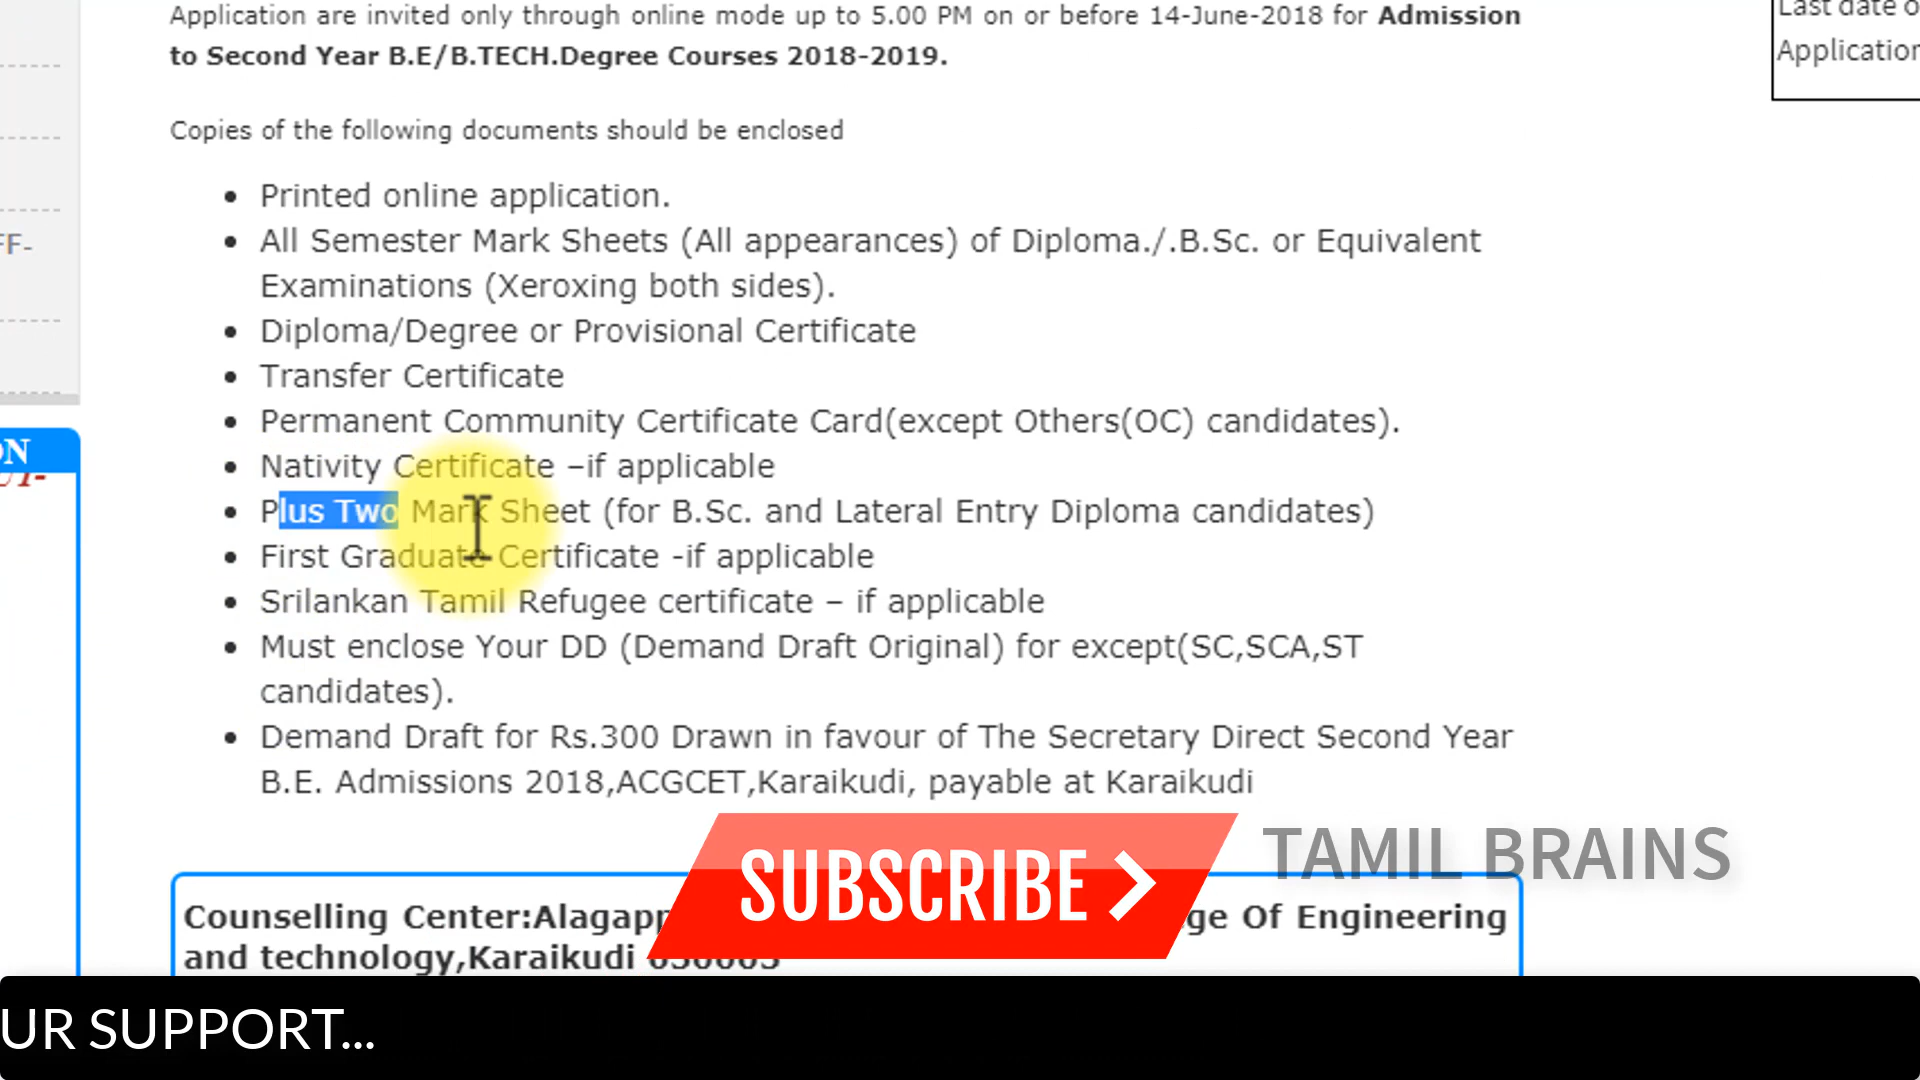 Application are invited only through online mode up to 5.00 PM on or before 14-June-2018 for Admission
to Second Year B.E/B.TECH.Degree Courses 2018-2019.
Last date o
Application
Copies of the following documents should be enclosed
• Printed online application.
• All Semester Mark Sheets (All appearances) of Diploma./.B.Sc. or Equivalent
Examinations (Xeroxing both sides).
• Diploma/Degree or Provisional Certificate
• Transfer Certificate
• Permanent Community Certificate Card(except Others(OC) candidates).
• Nativity Certificate –if applicable
• Plus Two Mark Sheet (for B.Sc. and Lateral Entry Diploma candidates)
• First Graduate Certificate -if applicable
• Srilankan Tamil Refugee certificate – if applicable
• Must enclose Your DD (Demand Draft Original) for except(SC,SCA,ST
candidates).
• Demand Draft for Rs.300 Drawn in favour of The Secretary Direct Second Year
B.E. Admissions 2018,ACGCET,Karaikudi, payable at Karaikudi
FF-
ON
SUBSCRIBE
TAMIL BRAINS
Counselling Center:Alagapp ge Of Engineering
and technology,Karaikudi
UR SUPPORT...